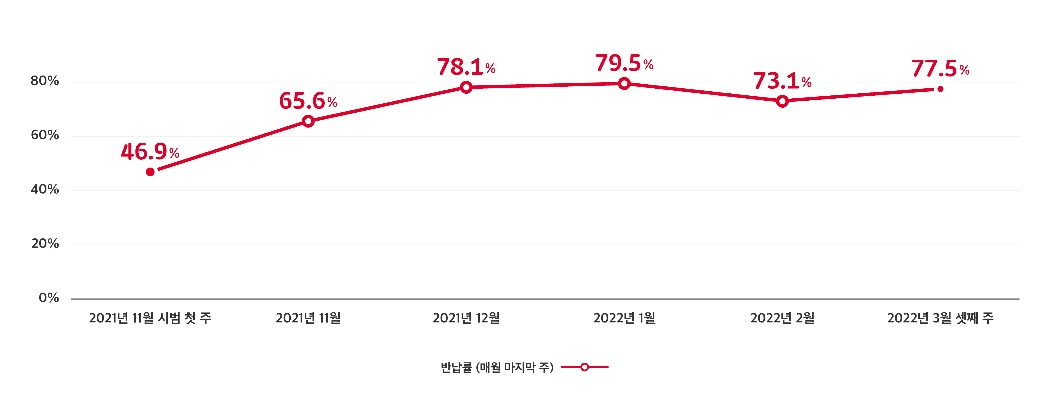 79.5%
78.1%
77.5%
73.1%
65.6%
46.9%
80%
60%
40%
20%
0%
2021년 11월 시범 첫 주
2021년 11월
2021년 12월
2022년 1월
2022년 2월
2022년 3월 셋째 주
반납률 (매월 마지막 주)